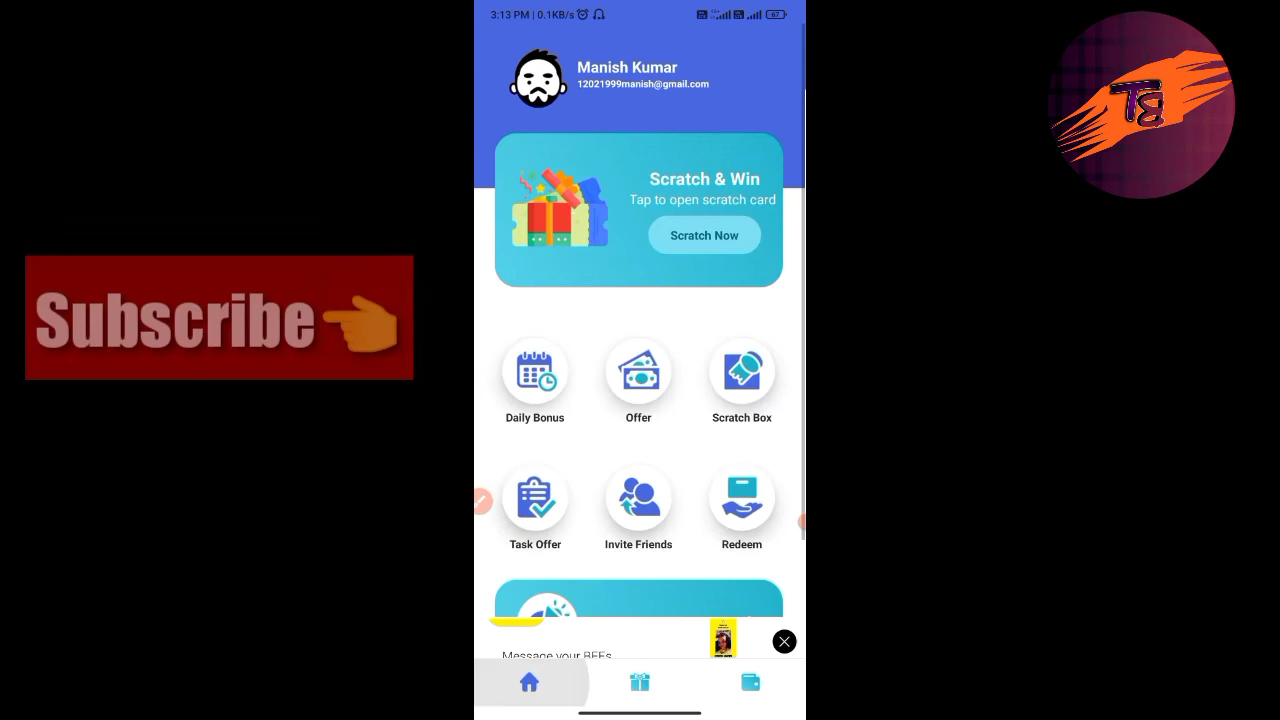 3:13 PM | 0.1KB/s
67
Manish Kumar
12021999manish@gmail.com
Scratch & Win
Tap to open scratch card
Scratch Now
Subscribe
Daily Bonus
Offer
Scratch Box
Task Offer
Invite Friends
Redeem
Message your BFFs